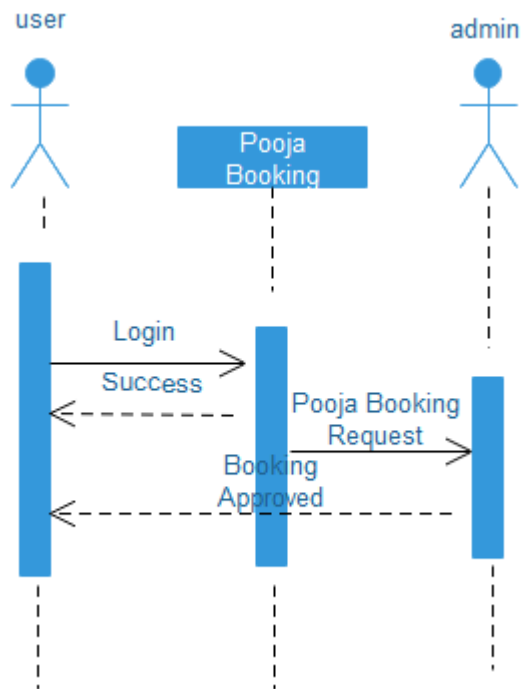 user
admin
Pooja
Booking
Login
Success
Pooja Booking
Request
Booking
Approved